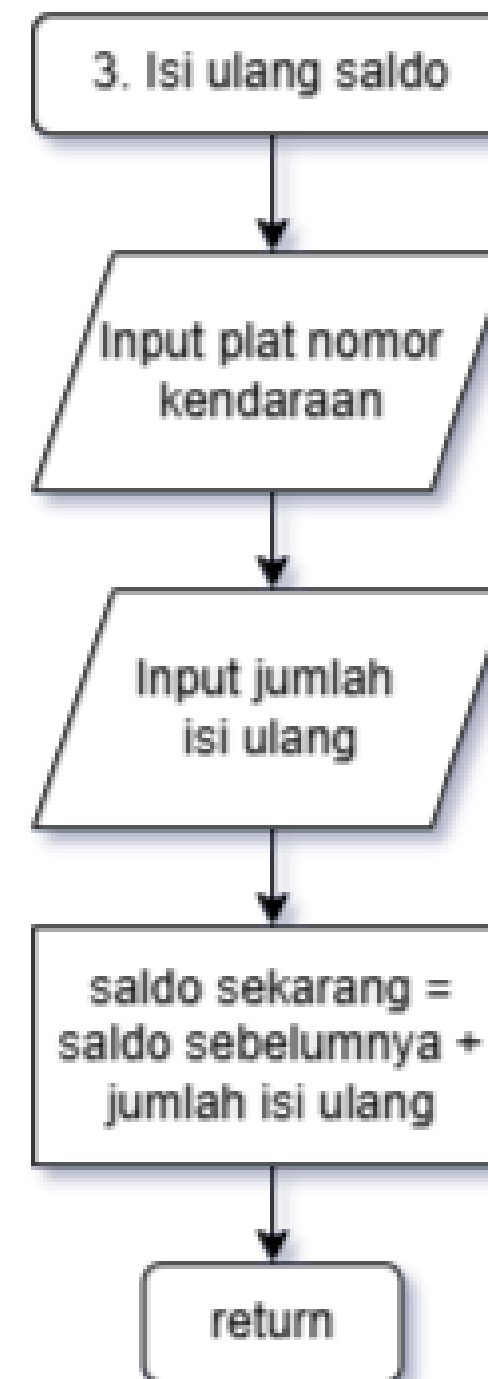 3. Isi ulang saldo
Input plat nomor
kendaraan
Input jumlah
isi ulang
saldo sekarang =
saldo sebelumnya +
jumlah isi ulang
return